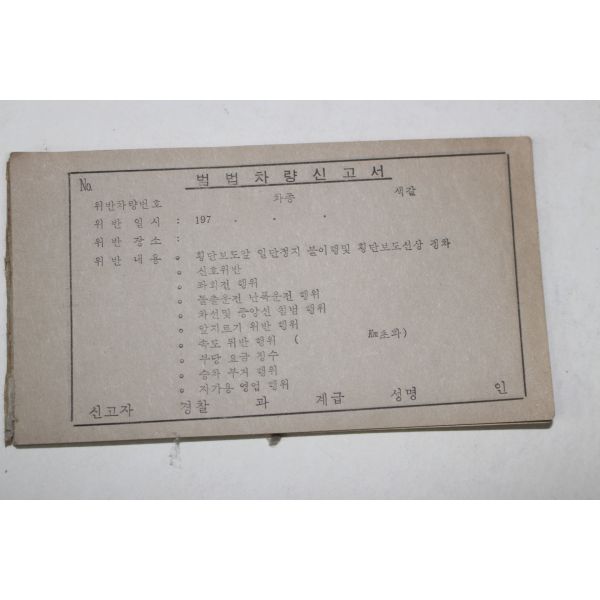 No.
범법차량신고서
위반차량번호 차종 색갈
위반 일시 : 197 . . .
위반 장소 :
위반 내용 : 횡단보도앞 일단정지 불이행및 횡단보도선상 정차
신호위반
좌회전 행위
돌출운전 난폭운전 행위
차선및 중앙선 침범 행위
앞지르기 위반 행위
속도 위반 행위 ( Km초과)
부당 요금 징수
승차 부거 행위
자가용 영업 행위
신고자 경찰 과 계급 성명 인